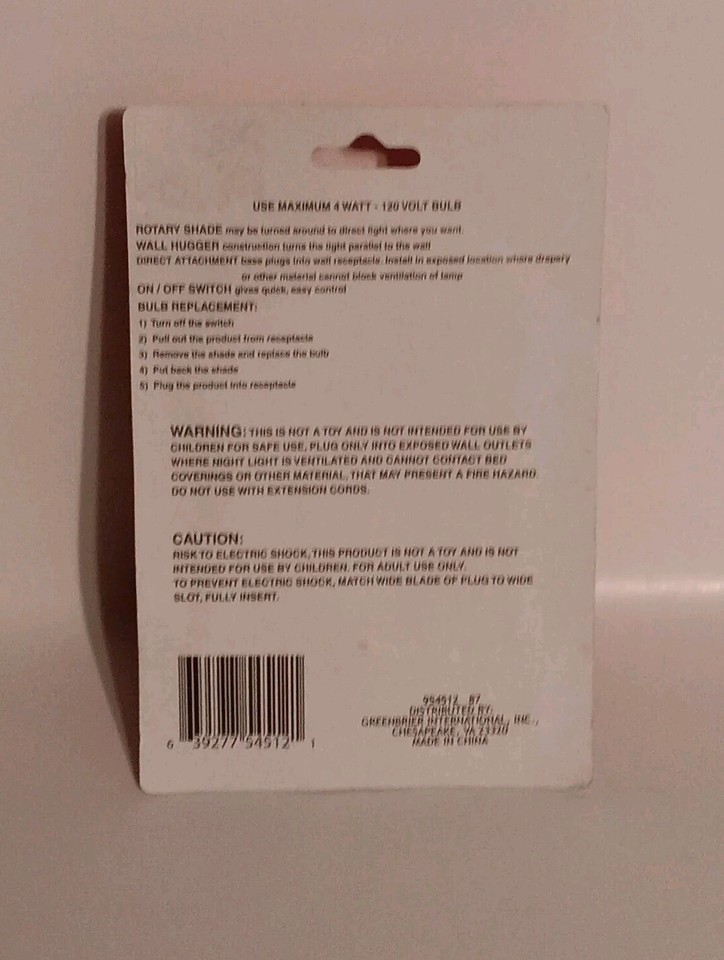 USE MAXIMUM 4 WATT - 120 VOLT BULB
ROTARY SHADE may be turned around to direct light where you want.
WALL HUGGER construction turns the light parallel to the wall
DIRECT ATTACHMENT base plugs into wall receptacle. Install in exposed location where drapery
or other material cannot block ventilation of lamp
ON / OFF SWITCH gives quick, easy control
BULB REPLACEMENT:
1) Turn off the switch
2) Pull out the product from receptacle
3) Remove the shade and replace the bulb
4) Put back the shade
5) Plug the product into receptacle
WARNING: THIS IS NOT A TOY AND IS NOT INTENDED FOR USE BY
CHILDREN FOR SAFE USE, PLUG ONLY INTO EXPOSED WALL OUTLETS
WHERE NIGHT LIGHT IS VENTILATED AND CANNOT CONTACT BED
COVERINGS OR OTHER MATERIAL, THAT MAY PRESENT A FIRE HAZARD.
DO NOT USE WITH EXTENSION CORDS.
CAUTION:
RISK TO ELECTRIC SHOCK, THIS PRODUCT IS NOT A TOY AND IS NOT
INTENDED FOR USE BY CHILDREN. FOR ADULT USE ONLY.
TO PREVENT ELECTRIC SHOCK, MATCH WIDE BLADE OF PLUG TO WIDE
SLOT, FULLY INSERT.
6 39277 54512 1
954512 87
DISTRIBUTED BY:
GREENBRIER INTERNATIONAL, INC.,
CHESAPEAKE, VA 23320
MADE IN CHINA